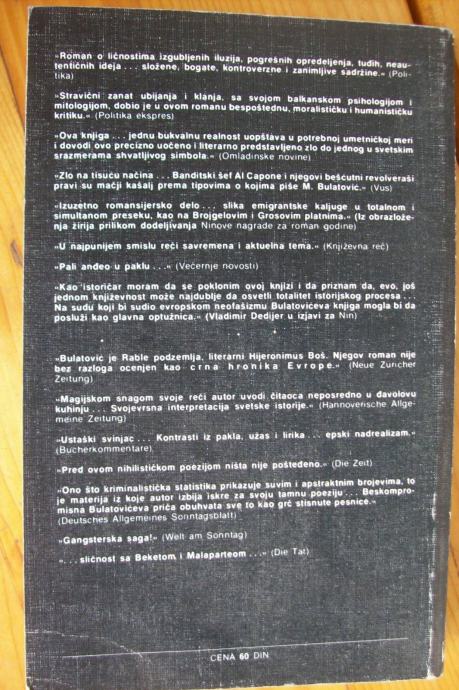 »Roman o ličnostima izgubljenih iluzija, pogrešnih opredeljenja, tuđih, neau-
tentičnih ideja ... složene, bogate, kontroverzne i zanimljive sadržine.« (Poli-
tika)
»Stravični zanat ubijanja i klanja, sa svojom balkanskom psihologijom i
mitologijom, dobio je u ovom romanu bespoštednu, moralističku i humanističku
kritiku.« (Politika ekspres)
»Ova knjiga ... jednu bukvalnu realnost uopštava u potrebnoj umetničkoj meri
i dovodi ovo precizno uočeno i literarno predstavljeno zlo do jednog u svetskim
srazmerama shvatljivog simbola.« (Omladinske novine)
»Zlo na tisuću načina ... Banditski šef Al Capone i njegovi bešćutni revolveraši
pravi su mačji kašalj prema tipovima o kojima piše M. Bulatović.« (Vus)
»Izuzetno romansijersko delo ... slika emigrantske kaljuge u totalnom i
simultanom preseku, kao na Brojgelovim i Grosovim platnima.« (Iz obrazlože-
nja žirija prilikom dodeljivanja Ninove nagrade za roman godine)
»U najpunijem smislu reči savremena i aktuelna tema.« (Književna reč)
»Pali anđeo u paklu ...« (Večernje novosti)
»Kao istoričar moram da se poklonim ovoj knjizi i da priznam da, evo, još
jednom književnost može najdublje da osvetli totalitet istorijskog procesa ...
Na sudu koji bi sudio evropskom neofašizmu Bulatovićeva knjiga mogla bi da
posluži kao glavna optužnica.« (Vladimir Dedijer u izjavi za Nin)
»Bulatović je Rable podzemlja, literarni Hijeronimus Boš. Njegov roman nije
bez razloga ocenjen kao crna hronika Evrope.« (Neue Zuricher
Zeitung)
»Magijskom snagom svoje reči autor uvodi čitaoca neposredno u đavolovu
kuhinju ... Svojevrsna interpretacija svetske istorije.« (Hannoverische Allge-
meine Zeitung)
»Ustaški svinjac ... Kontrasti iz pakla, užas i lirika ... epski nadrealizam.«
(Bucherkommentare)
»Pred ovom nihilističkom poezijom ništa nije pošteđeno.« (Die Zeit)
»Ono što kriminalistička statistika prikazuje suvim i apstraktnim brojevima, to
je materija iz koje autor izbija iskre za svoju tamnu poeziju ... Beskompro-
misna Bulatovićeva priča obuhvata sve to kao grč stisnute pesnice.«
(Deutsches Allgemeines Sonntagsblatt)
»Gangsterska saga!« (Welt am Sonntag)
»... sličnost sa Beketom i Malaparteom ...« (Die Tat)
CENA 60 DIN